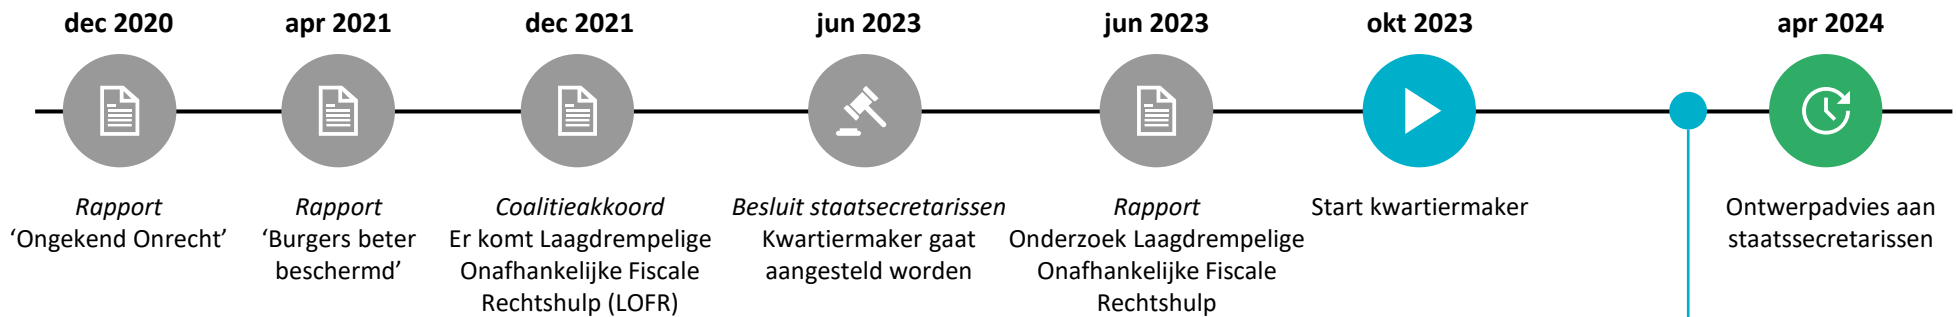 dec 2020
Rapport
‘Ongekend Onrecht’
apr 2021
Rapport
‘Burgers beter
beschermd’
dec 2021
Coalitieakkoord
Er komt Laagdrempelige
Onafhankelijke Fiscale
Rechtshulp (LOFR)
jun 2023
Besluit staatsecretarissen
Kwartiermaker gaat
aangesteld worden
jun 2023
Rapport
Onderzoek Laagdrempelige
Onafhankelijke Fiscale
Rechtshulp
okt 2023
Start kwartiermaker
apr 2024
Ontwerpadvies aan
staatssecretarissen